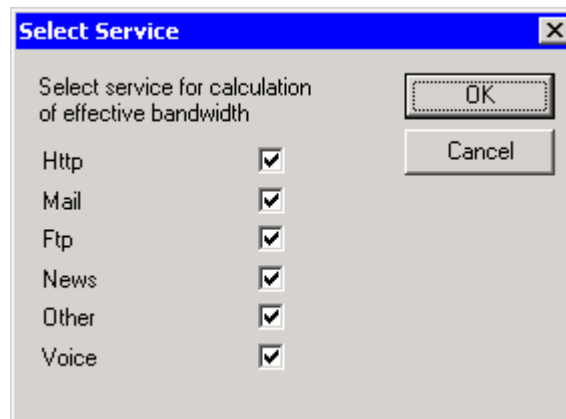 Select Service
Select service for calculation
of effective bandwidth
OK
Cancel
Http
Mail
Ftp
News
Other
Voice